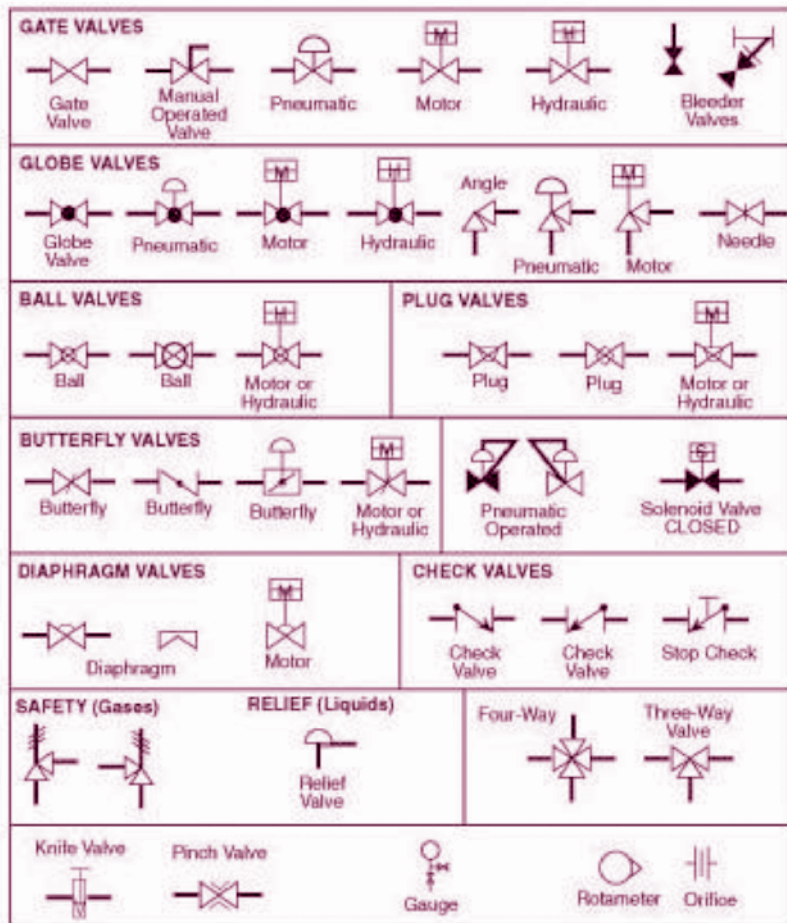 GATE VALVES
M
H
Gate
Valve
Manual
Operated
Valve
Pneumatic
Motor
Hydraulic
Bleeder
Valves
GLOBE VALVES
M
H
Angle
M
Globe
Valve
Pneumatic
Motor
Hydraulic
Pneumatic
Motor
Needle
BALL VALVES
H
Ball
Ball
Motor or
Hydraulic
PLUG VALVES
M
Plug
Plug
Motor or
Hydraulic
BUTTERFLY VALVES
M
Butterfly
Butterfly
Butterfly
Motor or
Hydraulic
S
Pneumatic
Operated
Solenoid Valve
CLOSED
DIAPHRAGM VALVES
M
Diaphragm
Motor
CHECK VALVES
Check
Valve
Check
Valve
Stop Check
SAFETY (Gases)
RELIEF (Liquids)
Relief
Valve
Four-Way
Three-Way
Valve
Knife Valve
Pinch Valve
Gauge
Rotameter
Orifice